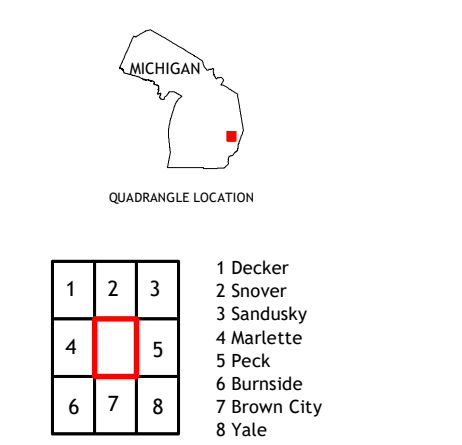 MICHIGAN
QUADRANGLE LOCATION
1 2 3
4 5
6 7 8
1 Decker
2 Snover
3 Sandusky
4 Marlette
5 Peck
6 Burnside
7 Brown City
8 Yale